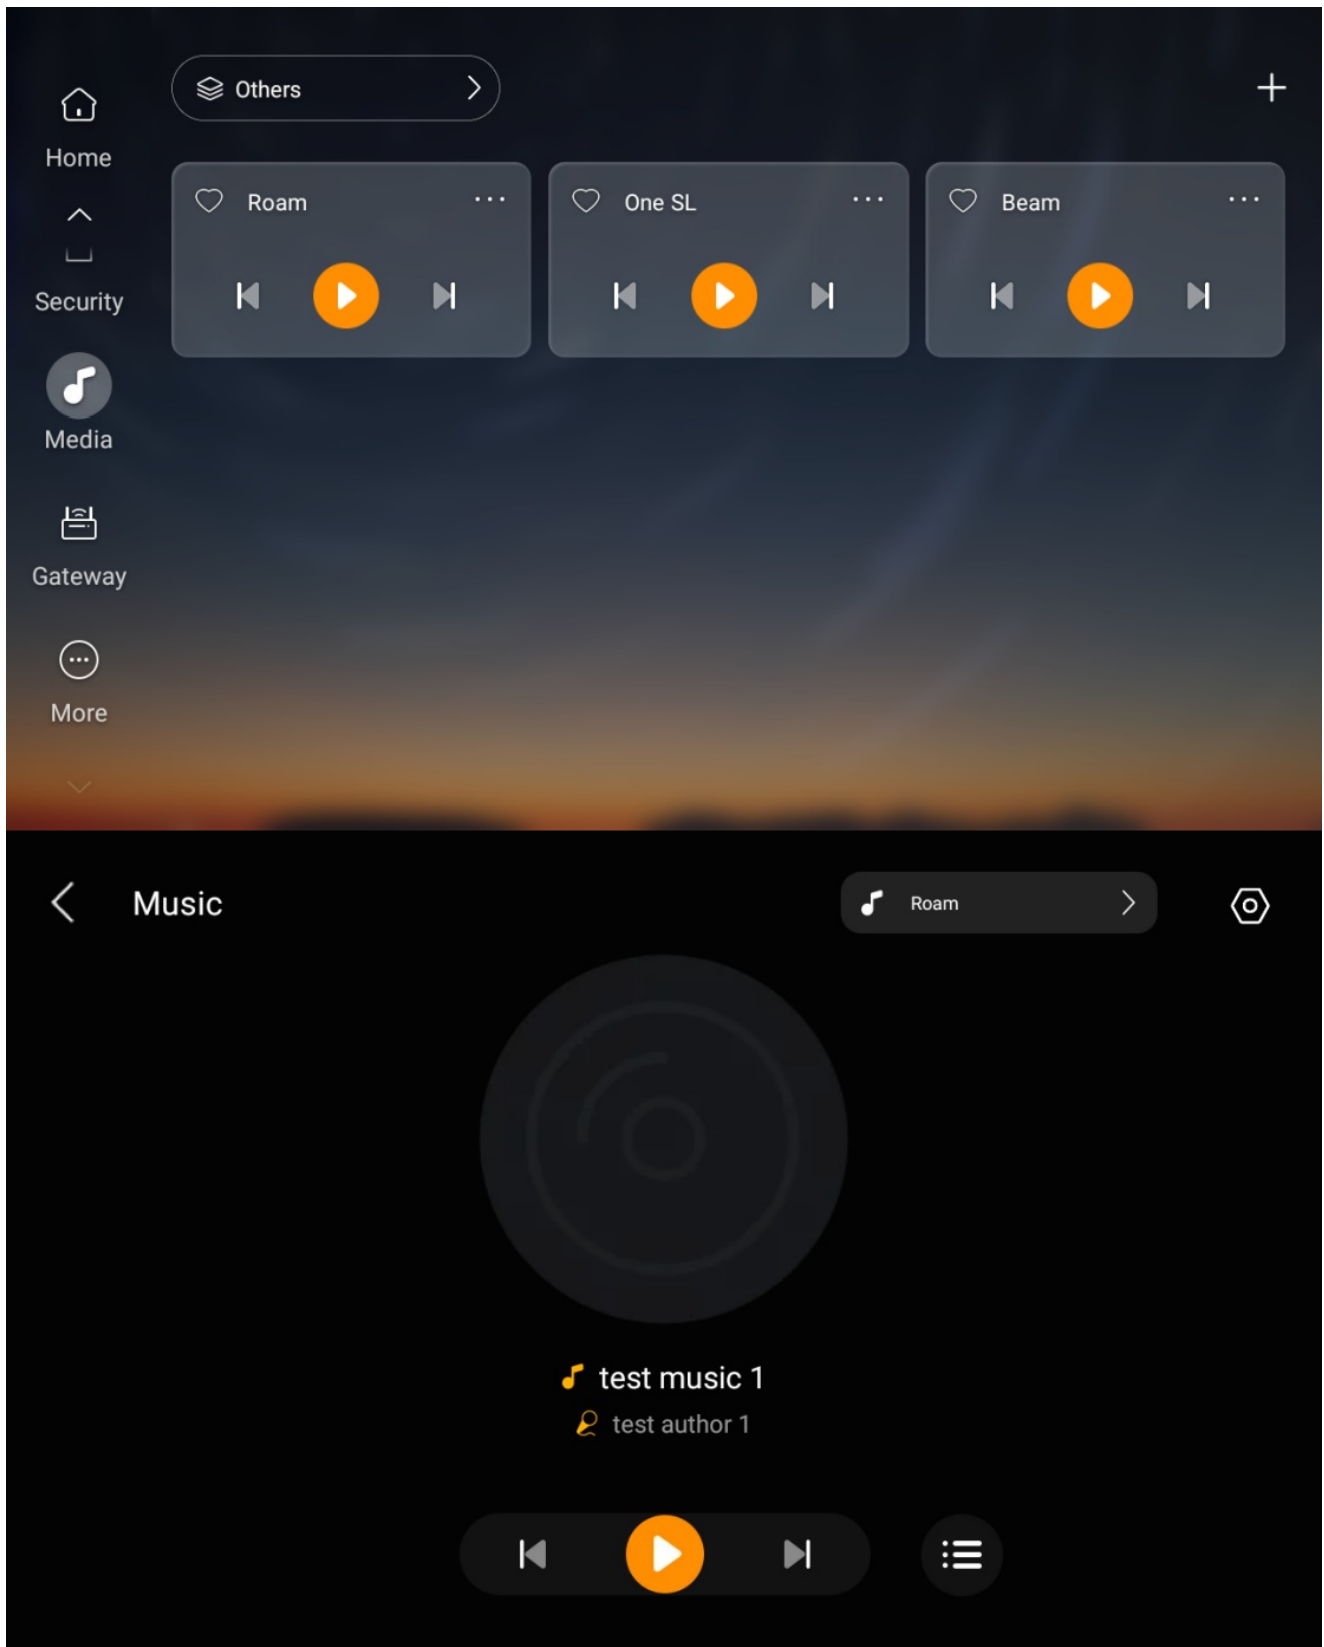 Others
Home
Roam
One SL
Beam
Security
Media
Gateway
More
Music
Roam
test music 1
test author 1